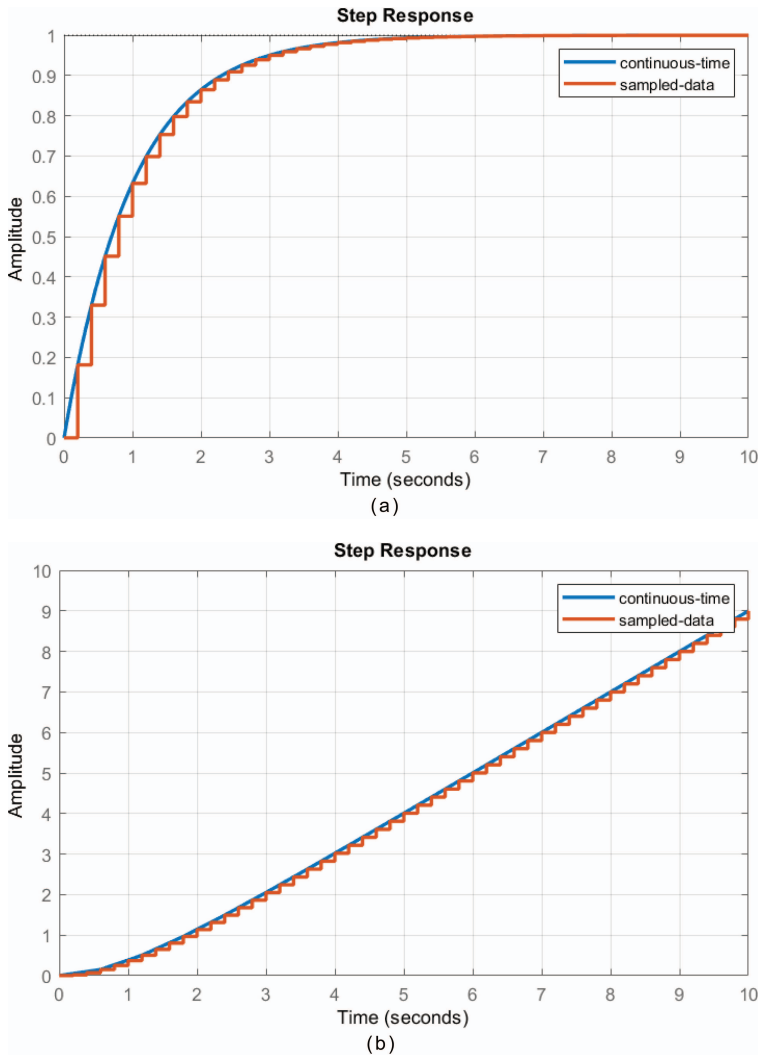 Step Response
1
0.9
0.8
0.7
0.6
0.5
0.4
0.3
0.2
0.1
0
Amplitude
continuous-time
sampled-data
0 1 2 3 4 5 6 7 8 9 10
Time (seconds)
(a)
Step Response
10
9
8
7
6
5
4
3
2
1
0
Amplitude
continuous-time
sampled-data
0 1 2 3 4 5 6 7 8 9 10
Time (seconds)
(b)